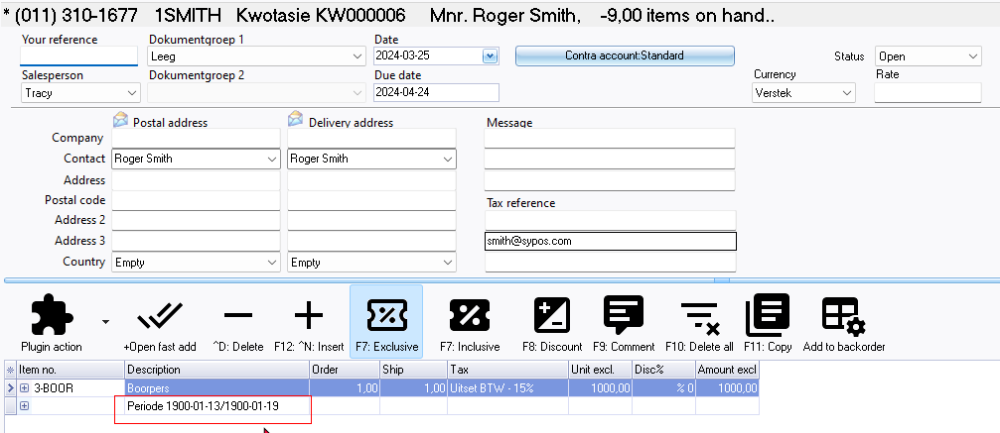 * (011) 310-1677 1SMITH Kwotasie KW000006 Mnr. Roger Smith, -9,00 items on hand..
Your reference Dokumentgroep 1 Date
Leeg 2024-03-25 Contra account:Standard Status Open
Salesperson Dokumentgroep 2 Due date Currency Rate
Tracy 2024-04-24 Verstek
Postal address Delivery address Message
Company
Contact Roger Smith Roger Smith
Address
Postal code Tax reference
Address 2
Address 3 smith@sypos.com
Country Empty Empty
Plugin action +Open fast add ^D: Delete F12: ^N: Insert F7: Exclusive F7: Inclusive F8: Discount F9: Comment F10: Delete all F11: Copy Add to backorder
Item no. Description Order Ship Tax Unit excl. Disc% Amount excl
3-BOOR Boorpers 1,00 1,00 Uitset BTW - 15% 1000,00 % 0 1000,00
Periode 1900-01-13/1900-01-19